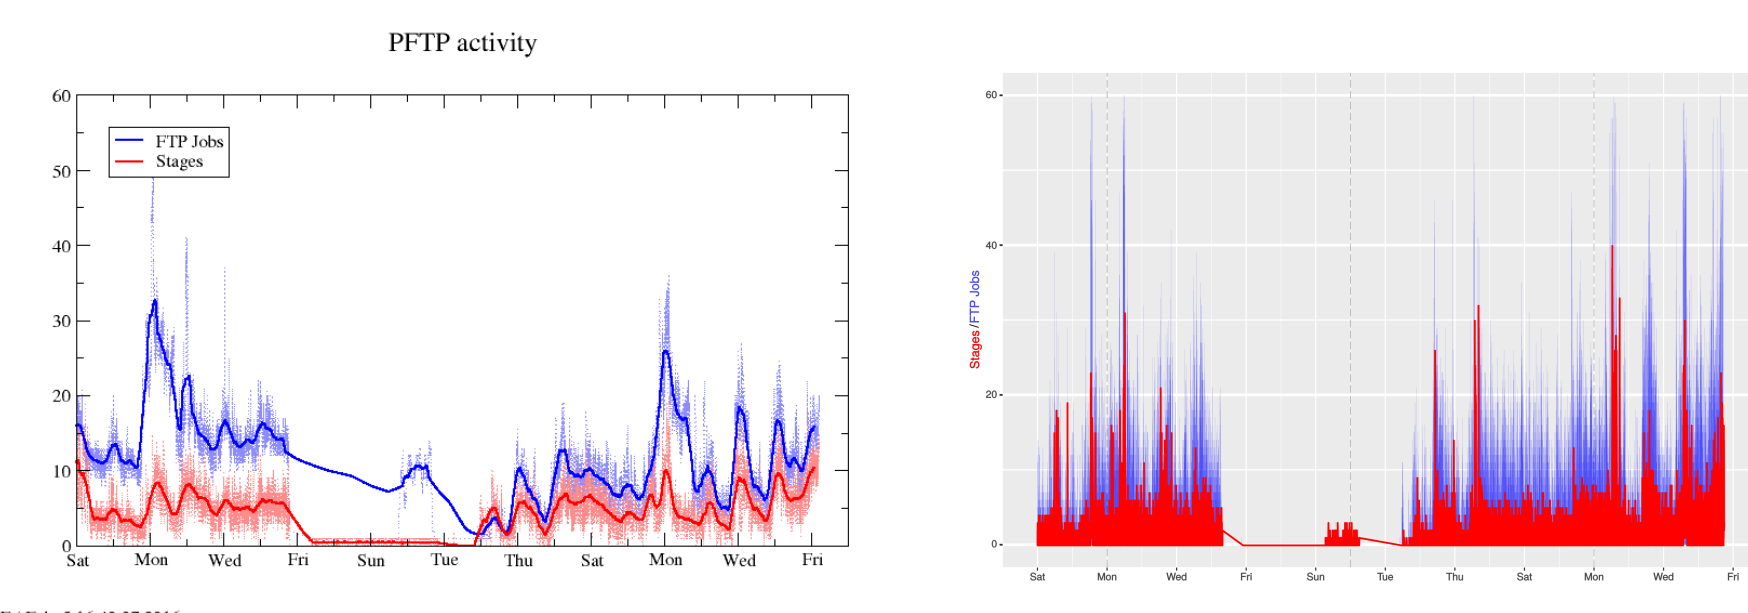 PFTP activity
60
50
40
30
20
10
0
FTP Jobs
Stages
Sat Mon Wed Fri Sun Tue Thu Sat Mon Wed Fri
60
40
20
0
Stages / FTP Jobs
Sat Mon Wed Fri Sun Tue Thu Sat Mon Wed Fri